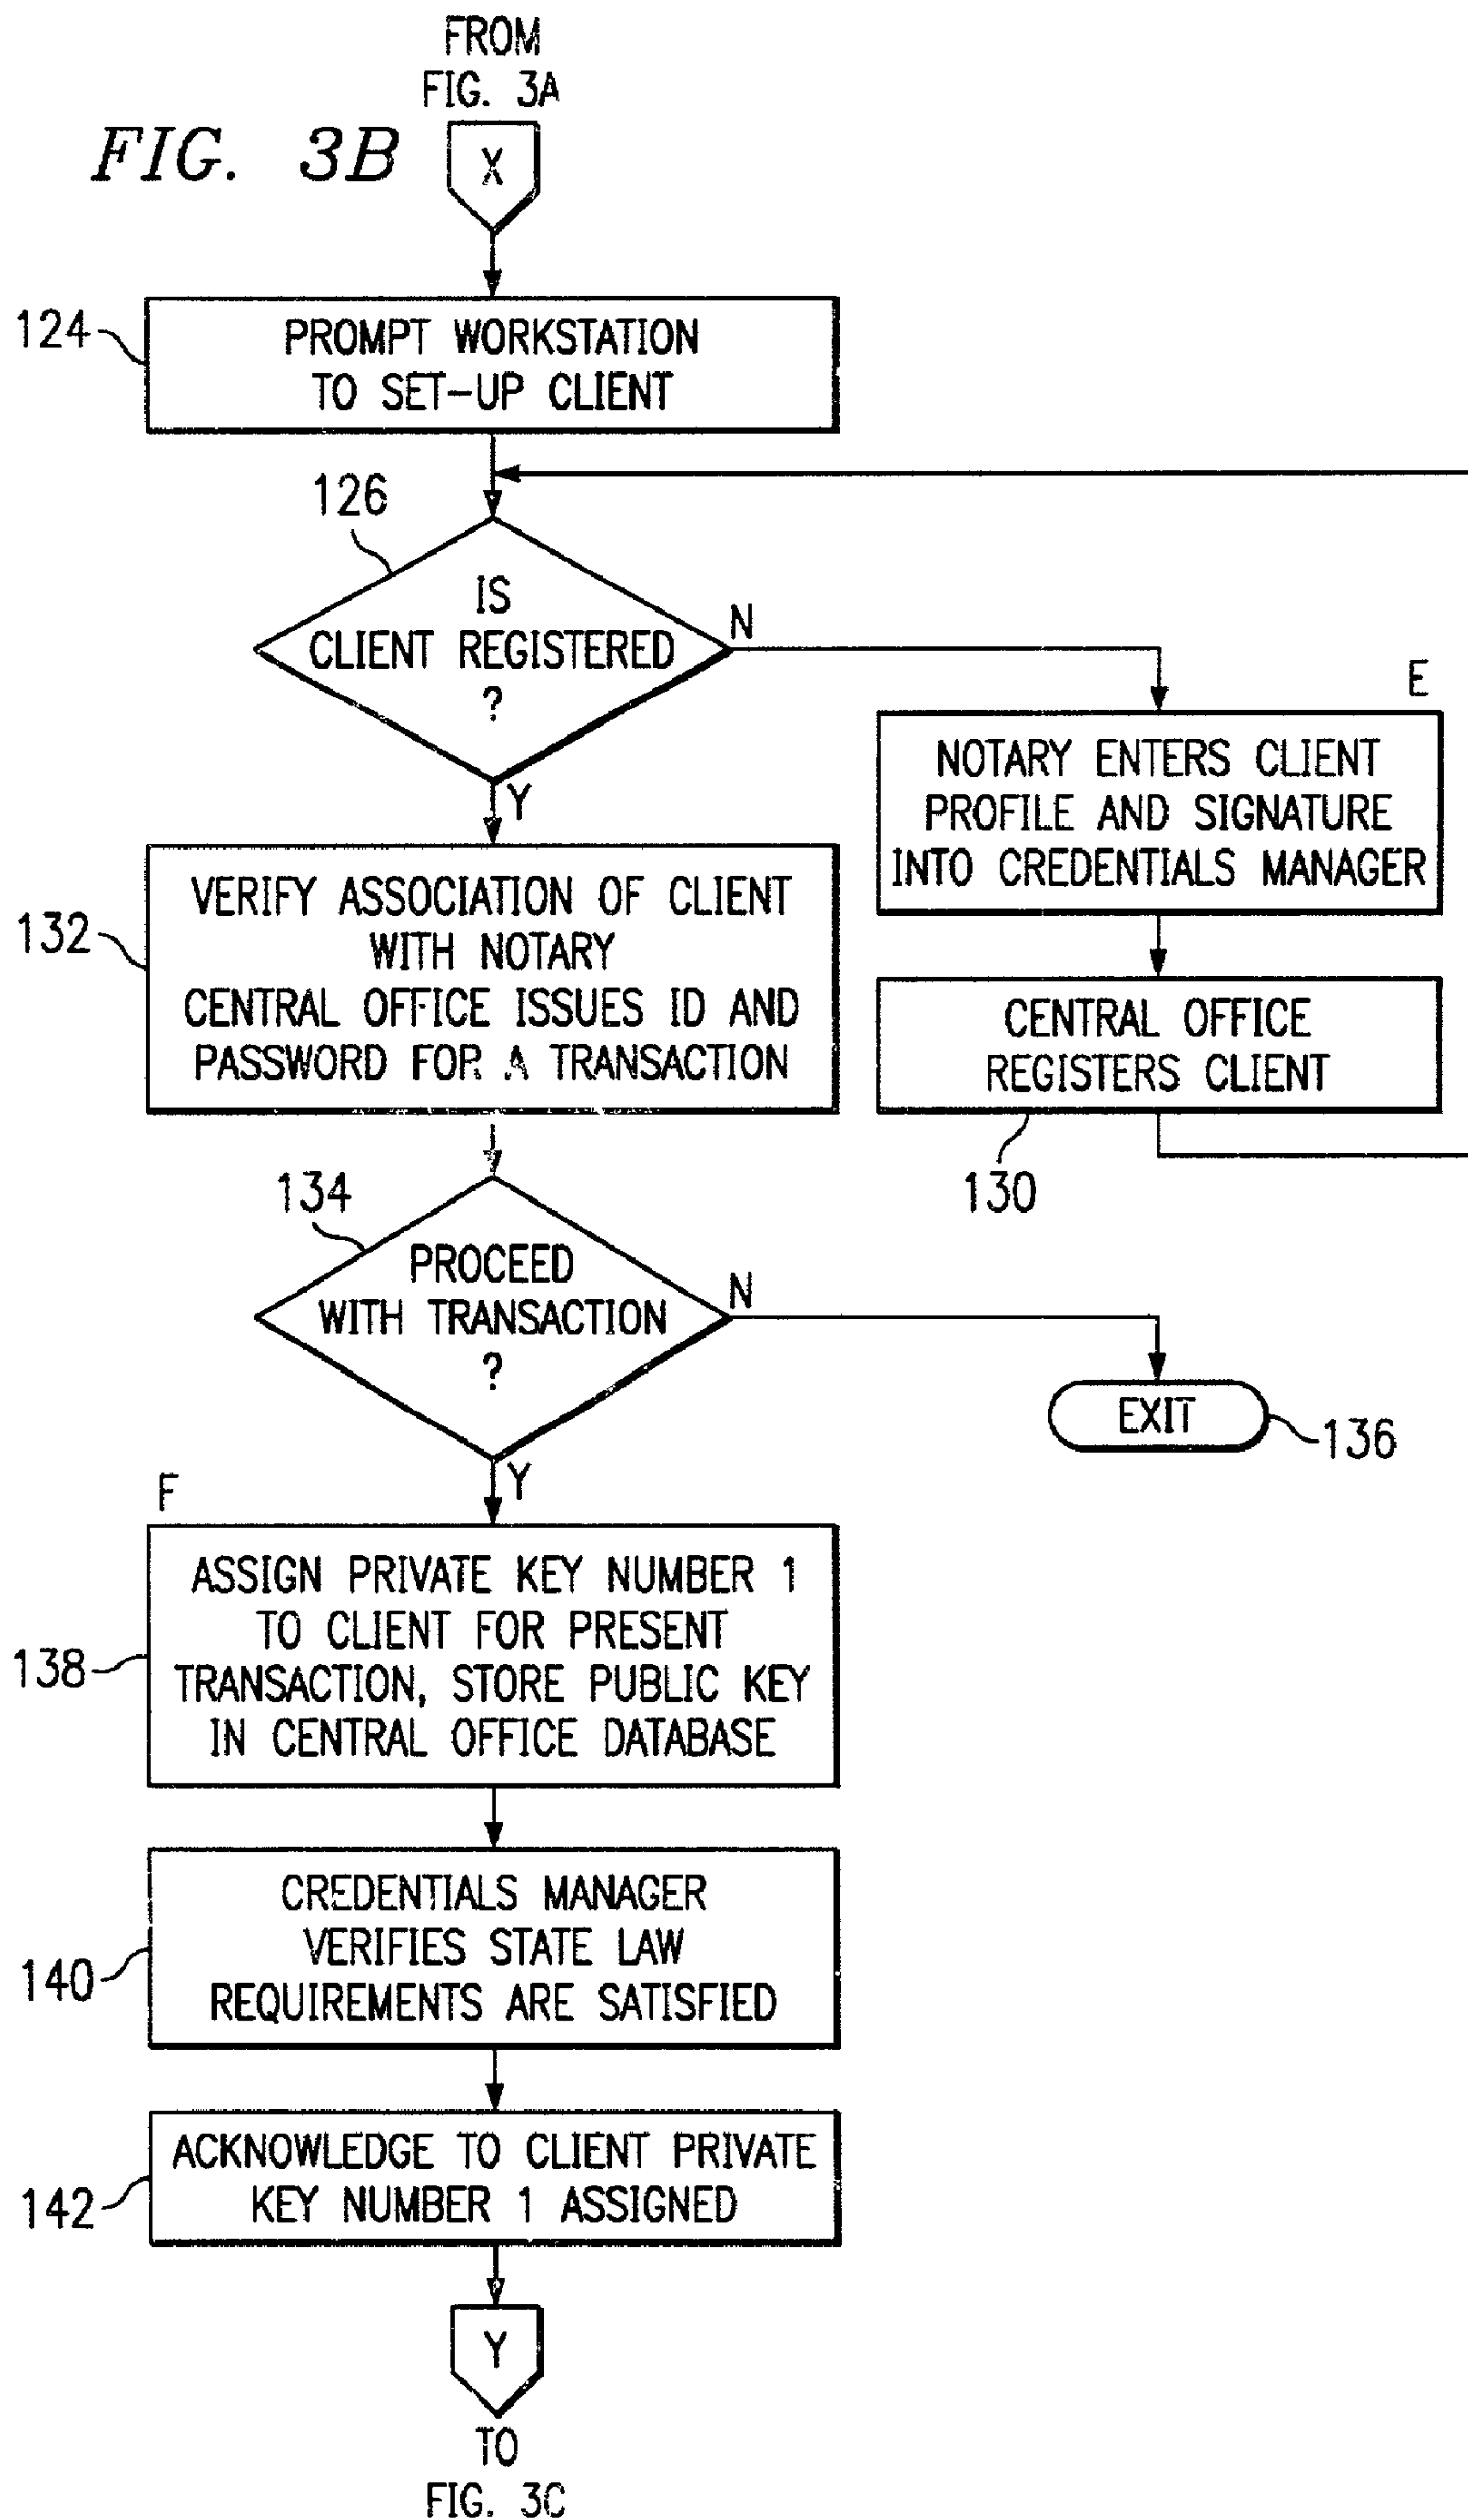 FROM
FIG. 3A
FIG. 3B
X
124
PROMPT WORKSTATION
TO SET-UP CLIENT
126
IS
CLIENT REGISTERED
?
N
Y
E
NOTARY ENTERS CLIENT
PROFILE AND SIGNATURE
INTO CREDENTIALS MANAGER
CENTRAL OFFICE
REGISTERS CLIENT
130
132
VERIFY ASSOCIATION OF CLIENT
WITH NOTARY
CENTRAL OFFICE ISSUES ID AND
PASSWORD FOR A TRANSACTION
134
PROCEED
WITH TRANSACTION
?
N
EXIT
136
Y
F
138
ASSIGN PRIVATE KEY NUMBER 1
TO CLIENT FOR PRESENT
TRANSACTION, STORE PUBLIC KEY
IN CENTRAL OFFICE DATABASE
140
CREDENTIALS MANAGER
VERIFIES STATE LAW
REQUIREMENTS ARE SATISFIED
142
ACKNOWLEDGE TO CLIENT PRIVATE
KEY NUMBER 1 ASSIGNED
Y
TO
FIG. 3C